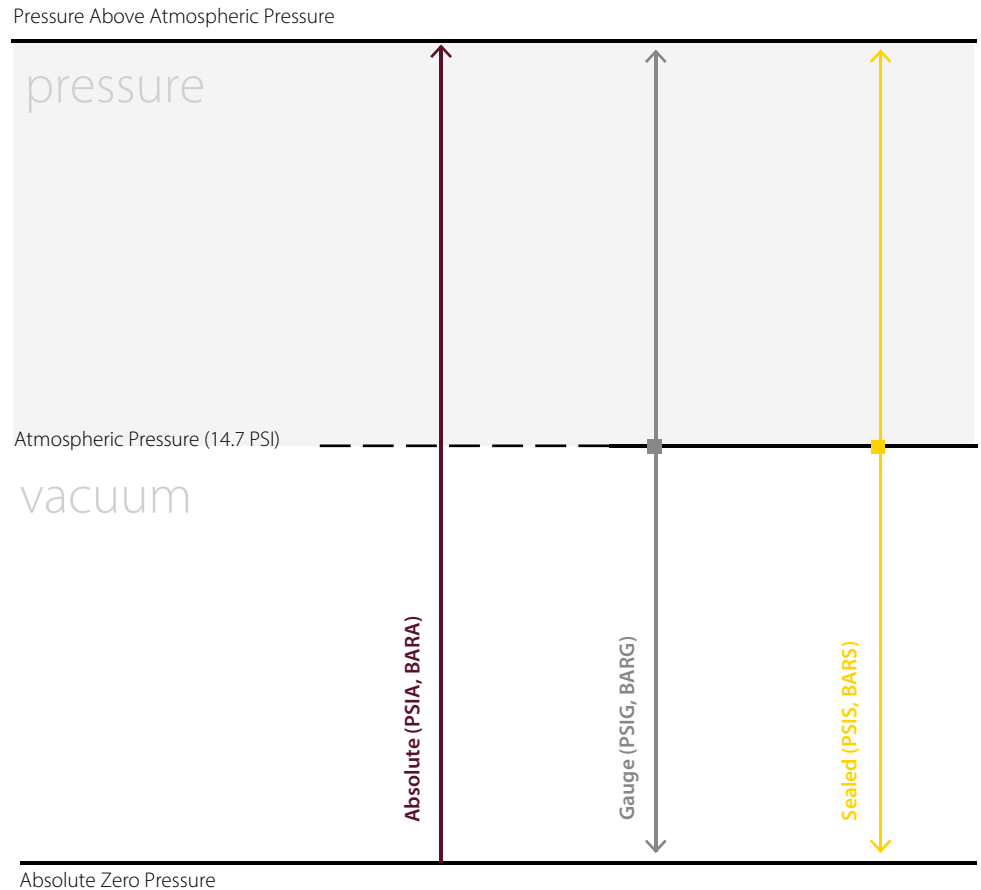 Pressure Above Atmospheric Pressure
pressure
Atmospheric Pressure (14.7 PSI)
vacuum
Absolute (PSIA, BARA)
Gauge (PSIG, BARG)
Sealed (PSIS, BARS)
Absolute Zero Pressure